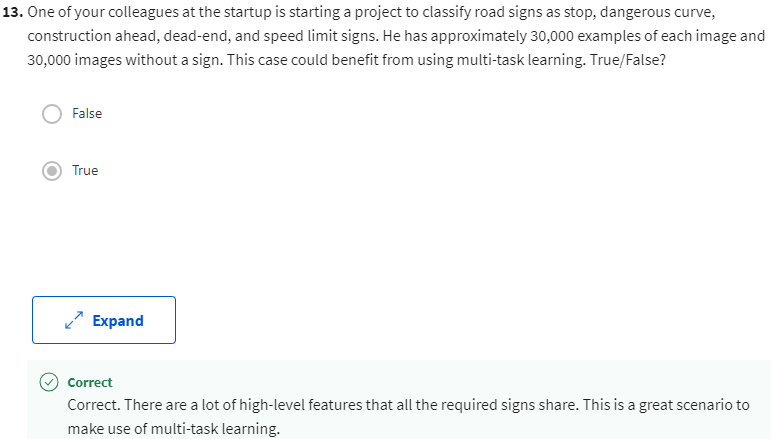 13. One of your colleagues at the startup is starting a project to classify road signs as stop, dangerous curve,
construction ahead, dead-end, and speed limit signs. He has approximately 30,000 examples of each image and
30,000 images without a sign. This case could benefit from using multi-task learning. True/False?
False
True
Expand
Correct
Correct. There are a lot of high-level features that all the required signs share. This is a great scenario to
make use of multi-task learning.